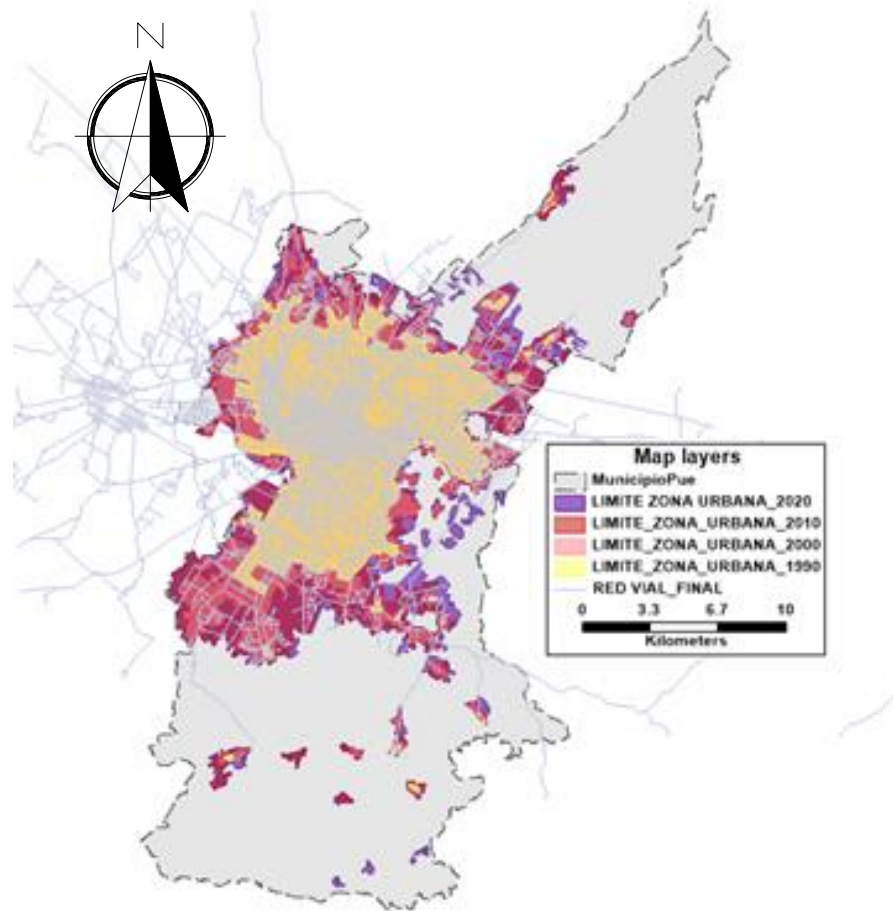 N
Map layers
MunicipioPue
LIMITE ZONA URBANA_2020
LIMITE_ZONA_URBANA_2010
LIMITE_ZONA_URBANA_2000
LIMITE_ZONA_URBANA_1990
RED VIAL_FINAL
0 3.3 6.7 10
Kilometers